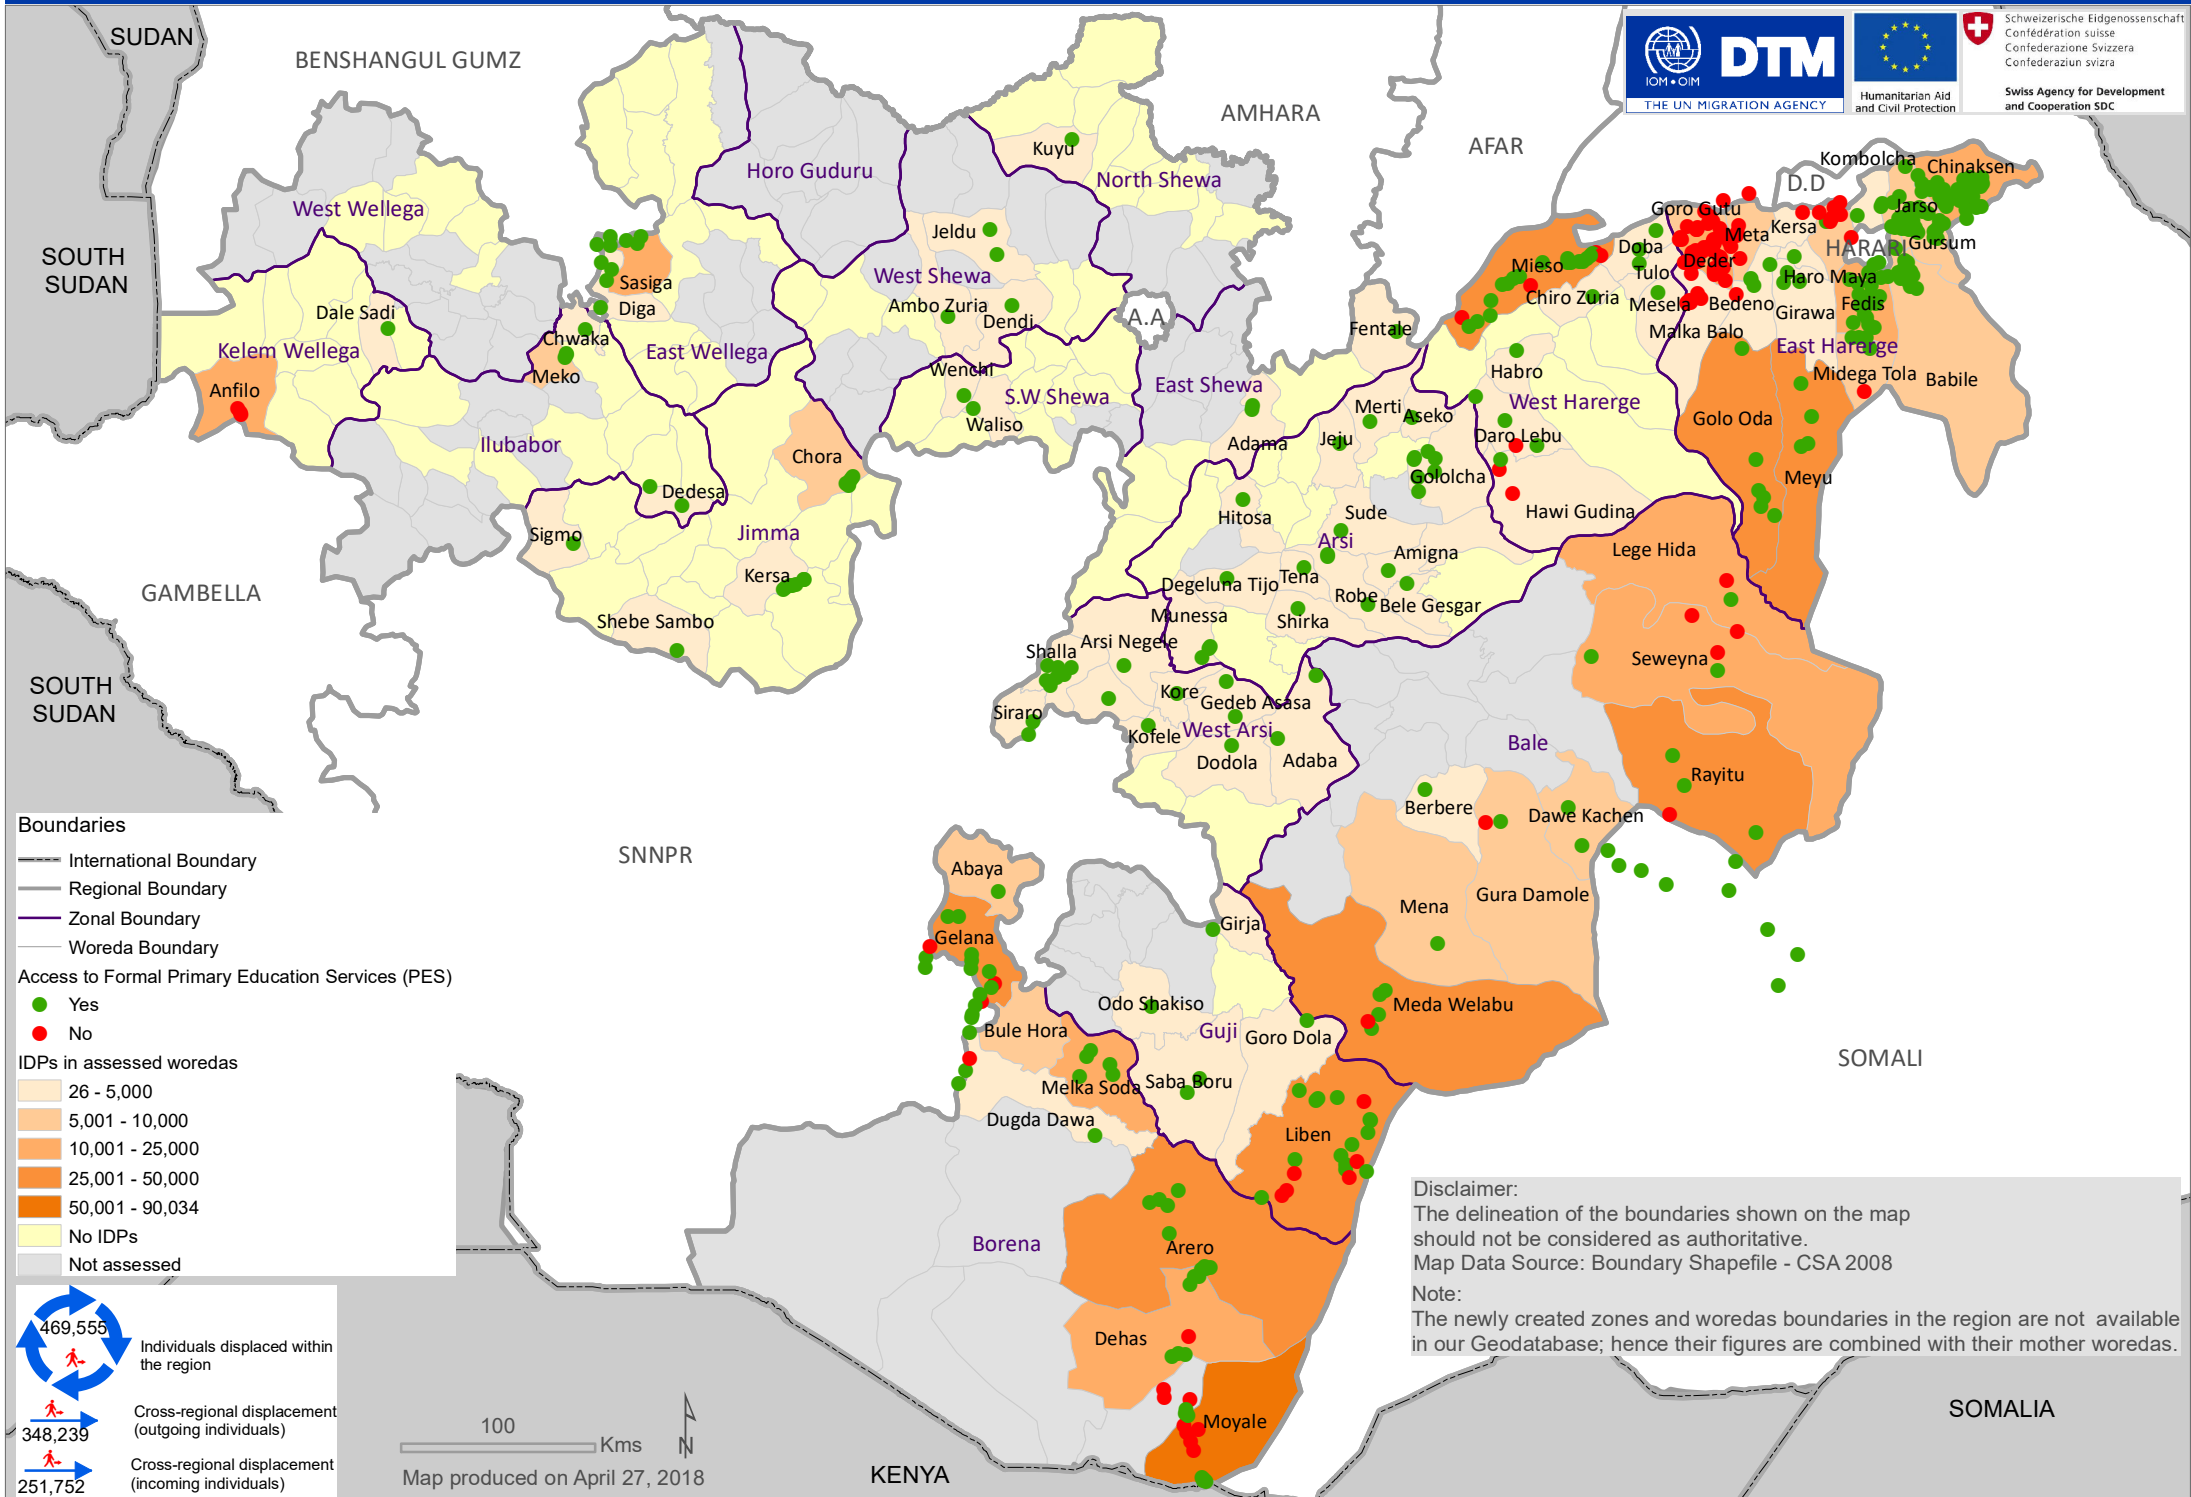 SUDAN
BENSHANGUL GUMZ
AMHARA
AFAR
IOM • OIM
DTM
THE UN MIGRATION AGENCY
Humanitarian Aid
and Civil Protection
Schweizerische Eidgenossenschaft
Confédération suisse
Confederazione Svizzera
Confederaziun svizra
Swiss Agency for Development
and Cooperation SDC
Kombolcha
Chinaksen
D.D
Kuyu
Horo Guduru
North Shewa
West Wellega
Goro Gutu
Jarso
Meta
Kersa
HARARI
Gursum
Jeldu
Doba
SOUTH
SUDAN
West Shewa
Mieso
Tulo
Deder
Haro Maya
Sasiga
Chiro Zuria
Mesela
Bedeno
Fedis
Diga
Ambo Zuria
Dendi
A.A
Girawa
Dale Sadi
Fentale
Malka Balo
Chwaka
East Harerge
Kelem Wellega
East Wellega
Meko
Wenchi
Habro
Midega Tola
Babile
Anfilo
East Shewa
S.W Shewa
West Harerge
Merti
Aseko
Golo Oda
Waliso
Jeju
Daro Lebu
Ilubabor
Adama
Chora
Gololcha
Meyu
Dedesa
Hitosa
Sude
Hawi Gudina
Sigmo
Jimma
Arsi
Amigna
Lege Hida
Kersa
Degeluna Tijo
Tena
GAMBELLA
Robe
Bele Gesgar
Munessa
Shirka
Shebe Sambo
Arsi Negele
Shalla
Seweyna
SOUTH
SUDAN
Kore
Gedeb Asasa
Siraro
Kofele
West Arsi
Bale
Dodola
Adaba
Rayitu
Berbere
Dawe Kachen
SNNPR
Abaya
Mena
Gura Damole
Girja
Gelana
Odo Shakiso
Meda Welabu
Bule Hora
Guji
Goro Dola
SOMALI
Melka Soda
Saba Boru
Dugda Dawa
Liben
Borena
Arero
Dehas
Moyale
KENYA
SOMALIA
Boundaries
International Boundary
Regional Boundary
Zonal Boundary
Woreda Boundary
Access to Formal Primary Education Services (PES)
Yes
No
IDPs in assessed woredas
26 - 5,000
5,001 - 10,000
10,001 - 25,000
25,001 - 50,000
50,001 - 90,034
No IDPs
Not assessed
469,555
Individuals displaced within
the region
348,239
Cross-regional displacement
(outgoing individuals)
251,752
Cross-regional displacement
(incoming individuals)
100
Kms
N
Map produced on April 27, 2018
Disclaimer:
The delineation of the boundaries shown on the map
should not be considered as authoritative.
Map Data Source: Boundary Shapefile - CSA 2008
Note:
The newly created zones and woredas boundaries in the region are not available
in our Geodatabase; hence their figures are combined with their mother woredas.